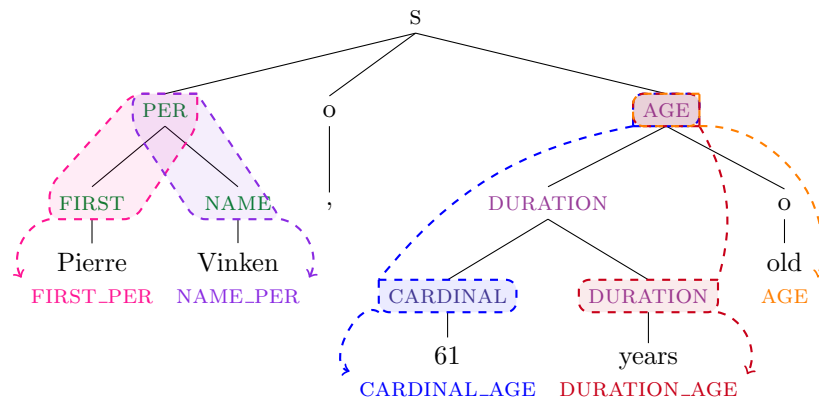 S
PER O AGE
FIRST NAME , DURATION O
Pierre Vinken old
FIRST_PER NAME_PER CARDINAL DURATION AGE
61 years
CARDINAL_AGE DURATION_AGE